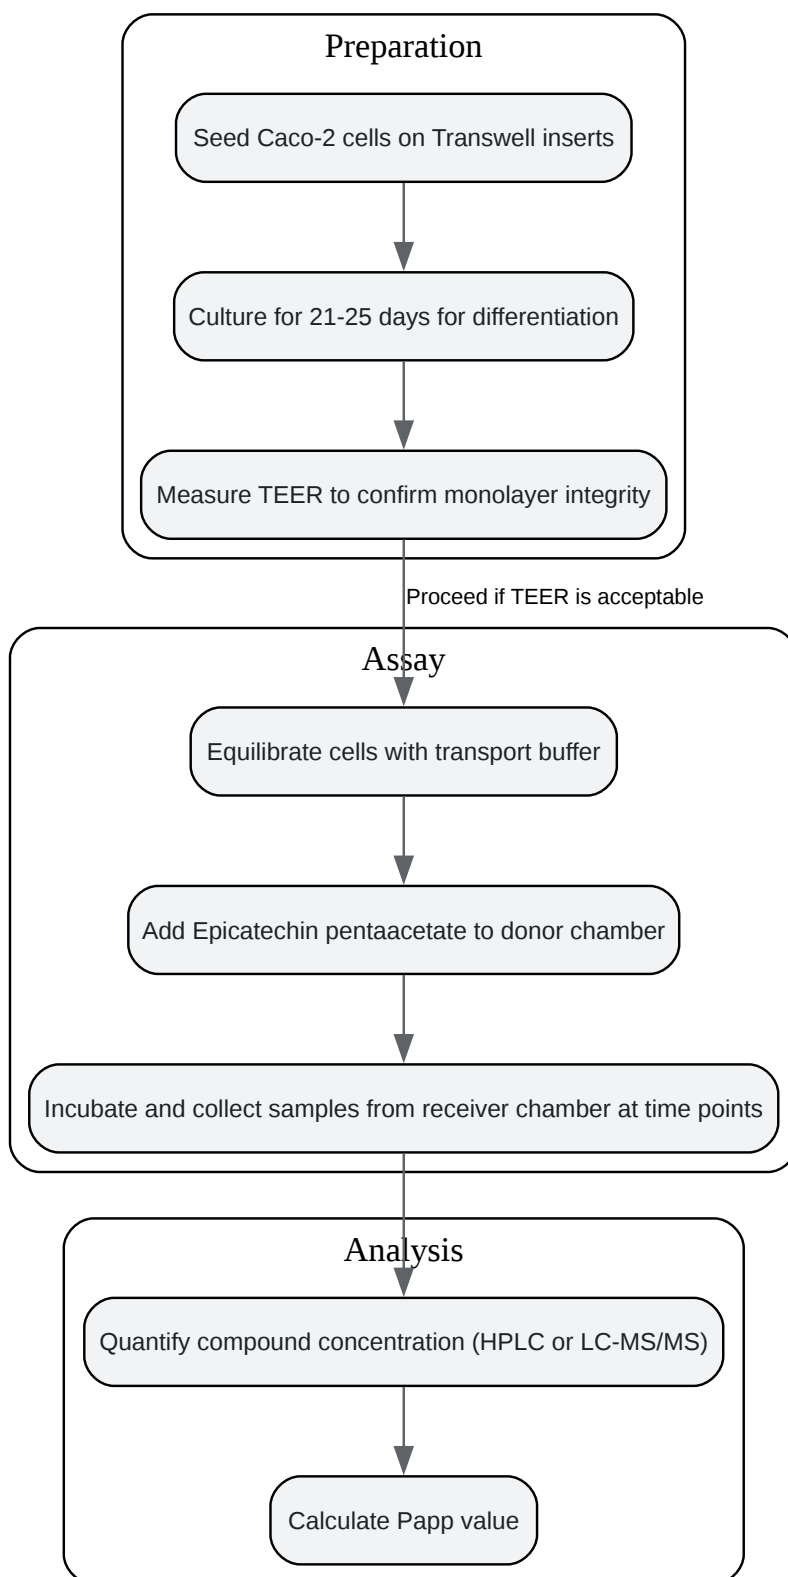 Preparation
Seed Caco-2 cells on Transwell inserts
Culture for 21-25 days for differentiation
Measure TEER to confirm monolayer integrity
Proceed if TEER is acceptable
Assay
Equilibrate cells with transport buffer
Add Epicatechin pentaacetate to donor chamber
Incubate and collect samples from receiver chamber at time points
Analysis
Quantify compound concentration (HPLC or LC-MS/MS)
Calculate Papp value